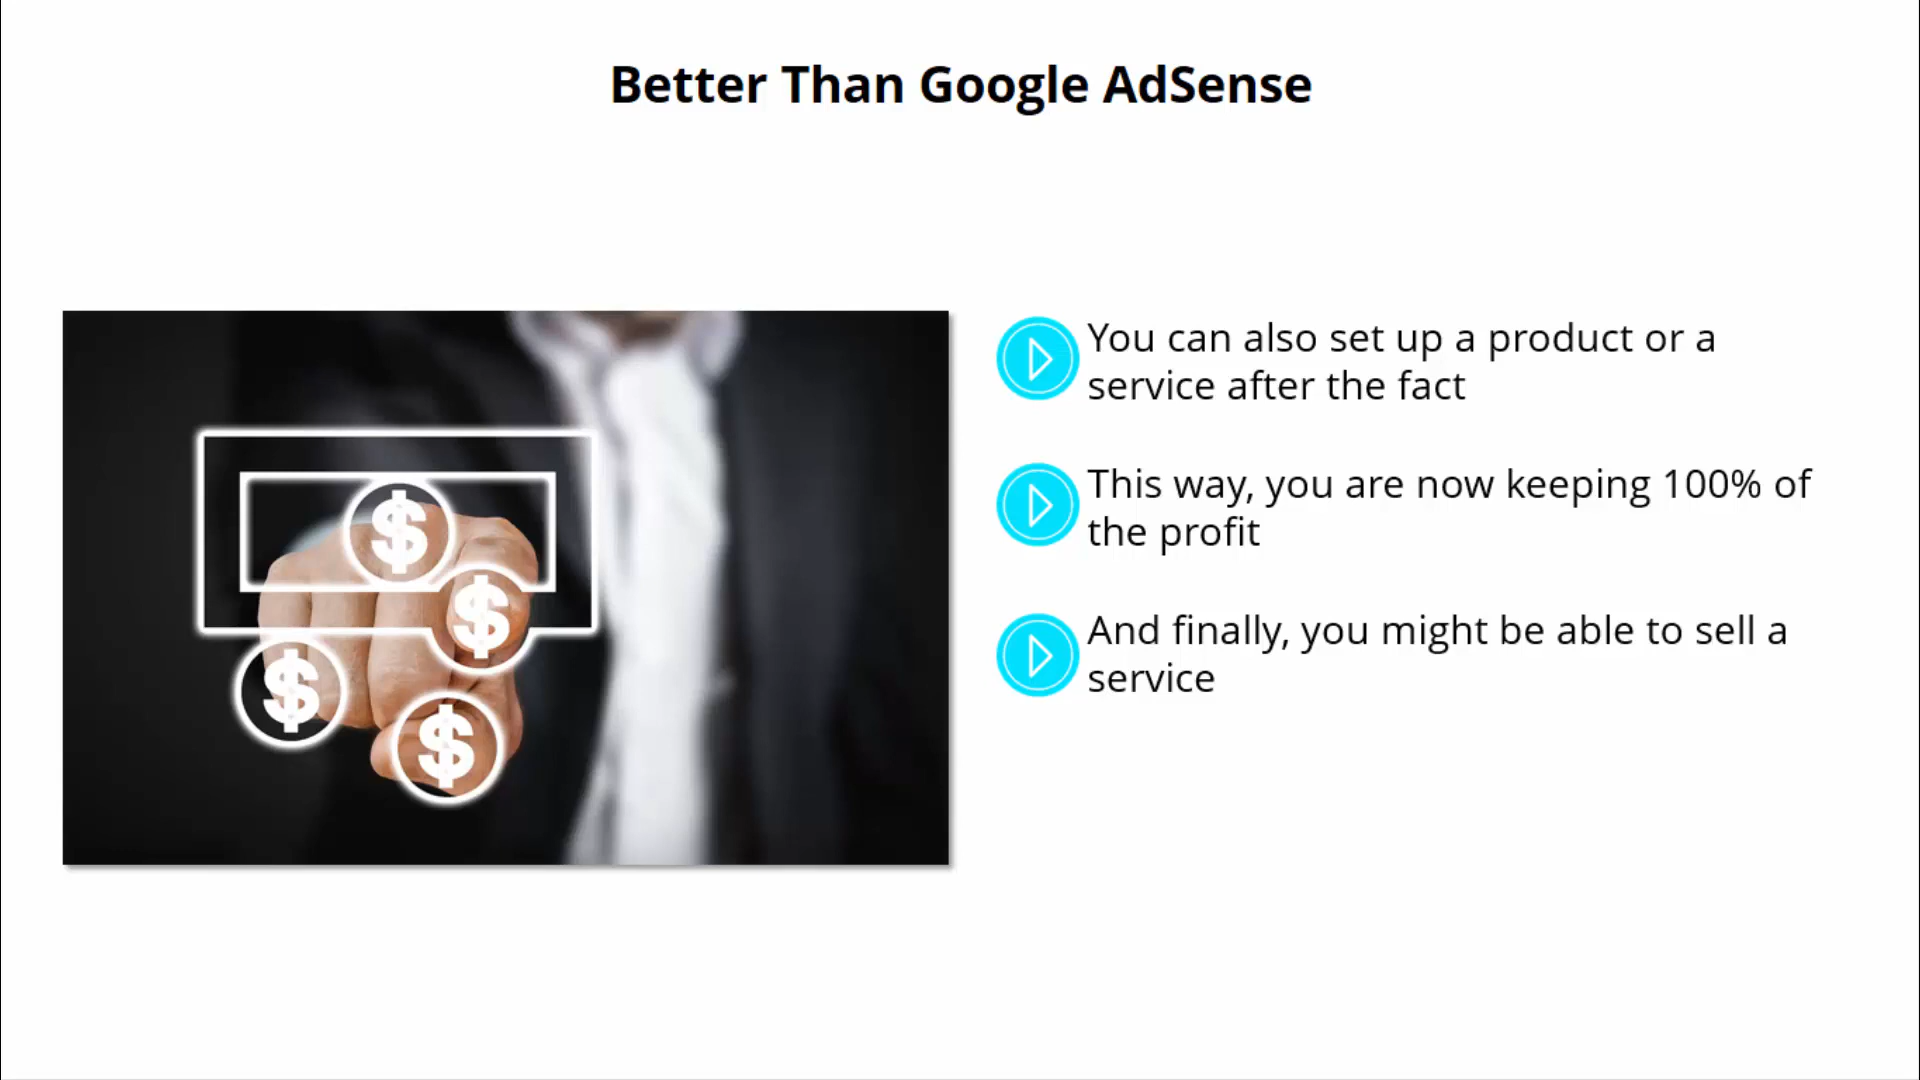 Better Than Google AdSense
You can also set up a product or a
service after the fact
This way, you are now keeping 100% of
the profit
And finally, you might be able to sell a
service
$
$
$
$